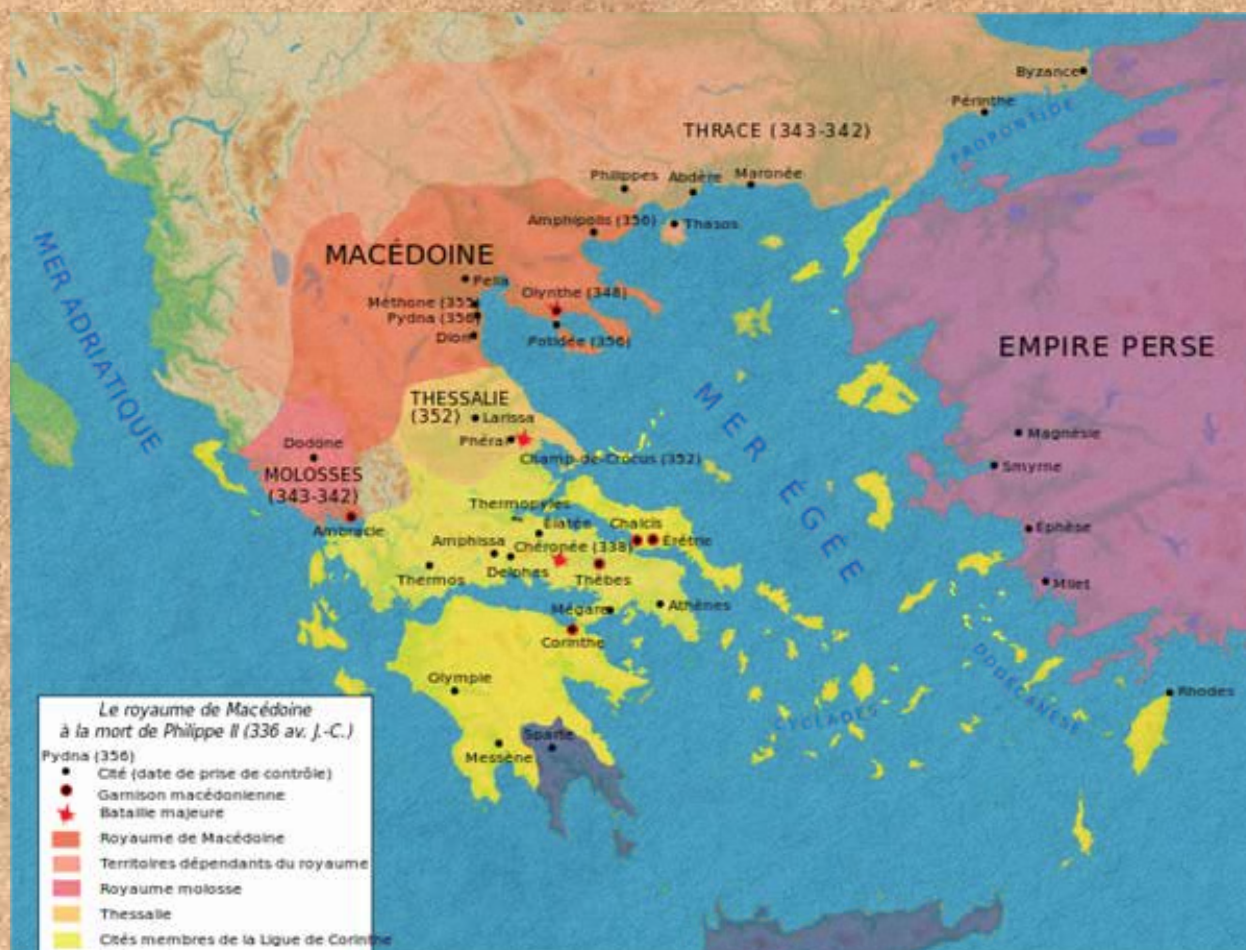 Byzance
Périnthe
PROPONTIDE
THRACE (343-342)
Philippes
Abdère
Maronée
Amphipolis (356)
Thasos
MACÉDOINE
Pella
Olynthe (348)
Méthone (355)
Pydna (356)
Potidée (356)
Dion
MER ADRIATIQUE
EMPIRE PERSE
THESSALIE
(352)
Larissa
MER ÉGÉE
Phérai
Champ-de-Crocus (352)
Dodone
MOLOSSES
(343-342)
Magnésie
Smyrne
Thermopyles
Ambracie
Élatée
Chalcis
Éphèse
Amphissa
Chéronée (338)
Érétrie
Delphes
Thermos
Thèbes
Milet
Mégare
Athènes
Corinthe
Olympie
DODÉCANÈSE
Rhodes
CYCLADES
Sparte
Messène
Le royaume de Macédoine
à la mort de Philippe II (336 av. J.-C.)
Pydna (356)
Cité (date de prise de contrôle)
Garnison macédonienne
Bataille majeure
Royaume de Macédoine
Territoires dépendants du royaume
Royaume molosse
Thessalie
Cités membres de la Ligue de Corinthe